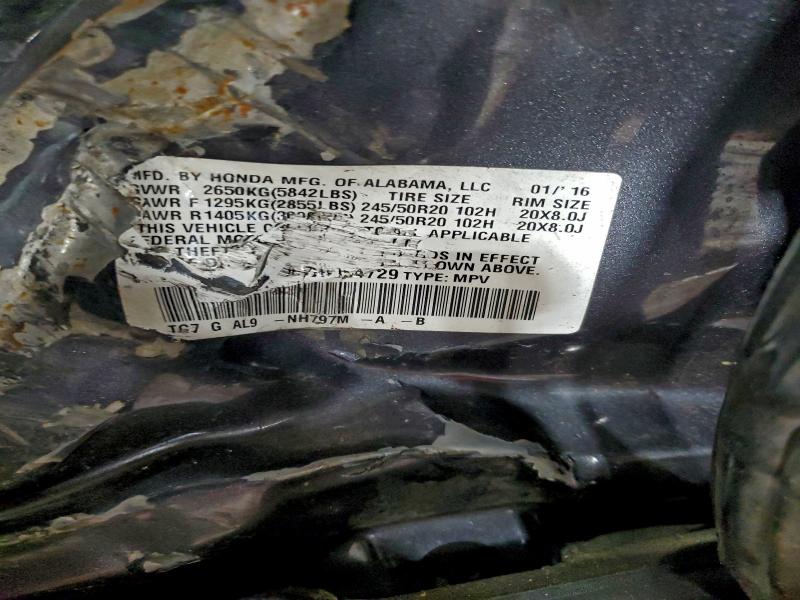 MFD. BY HONDA MFG. OF ALABAMA, LLC 01/'16
GVWR 2650KG(5842LBS) TIRE SIZE RIM SIZE
GAWR F 1295KG(2855LBS) 245/50R20 102H 20X8.0J
GAWR R 1405KG 245/50R20 102H 20X8.0J
THIS VEHICLE APPLICABLE
FEDERAL IN EFFECT
THEFT OWN ABOVE.
4729 TYPE: MPV
TG7 G AL9 -NH797M -A -B